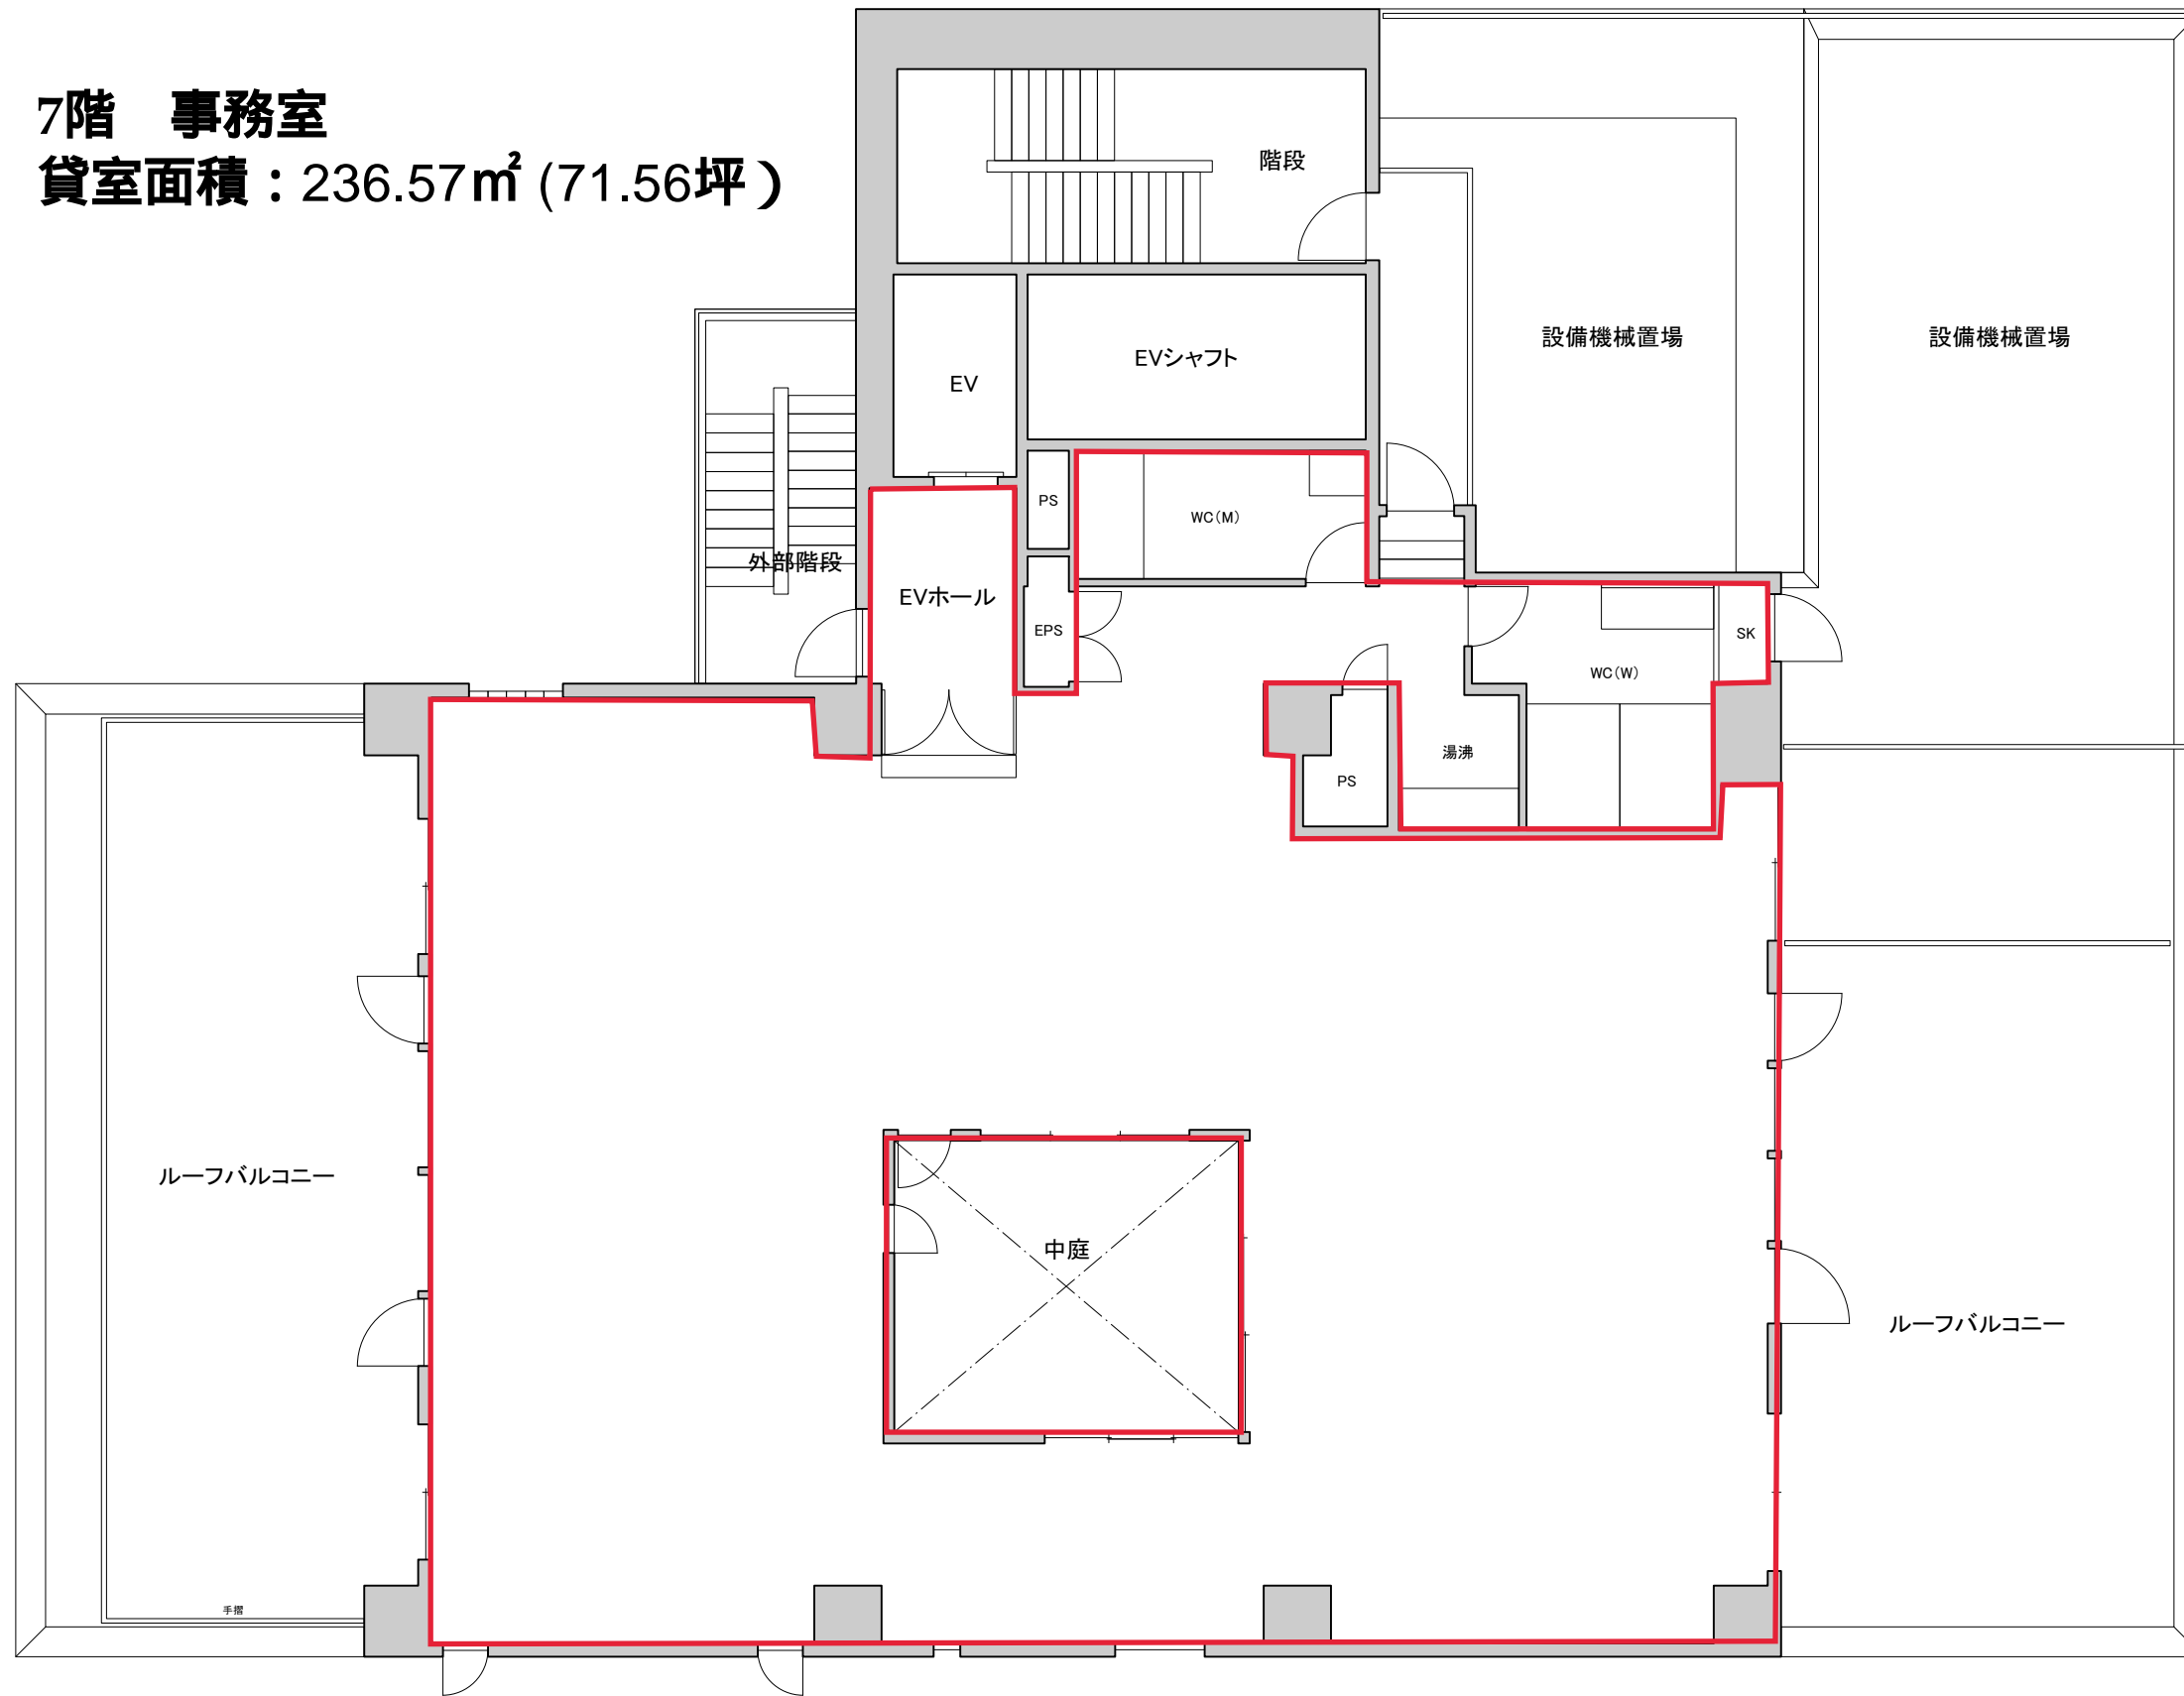 7階　事務室
貸室面積：236.57㎡(71.56坪）
階段
設備機械置場
設備機械置場
EVシャフト
EV
PS
WC（M）
外部階段
EVホール
EPS
SK
WC（W）
湯沸
PS
ルーフバルコニー
中庭
ルーフバルコニー
手摺